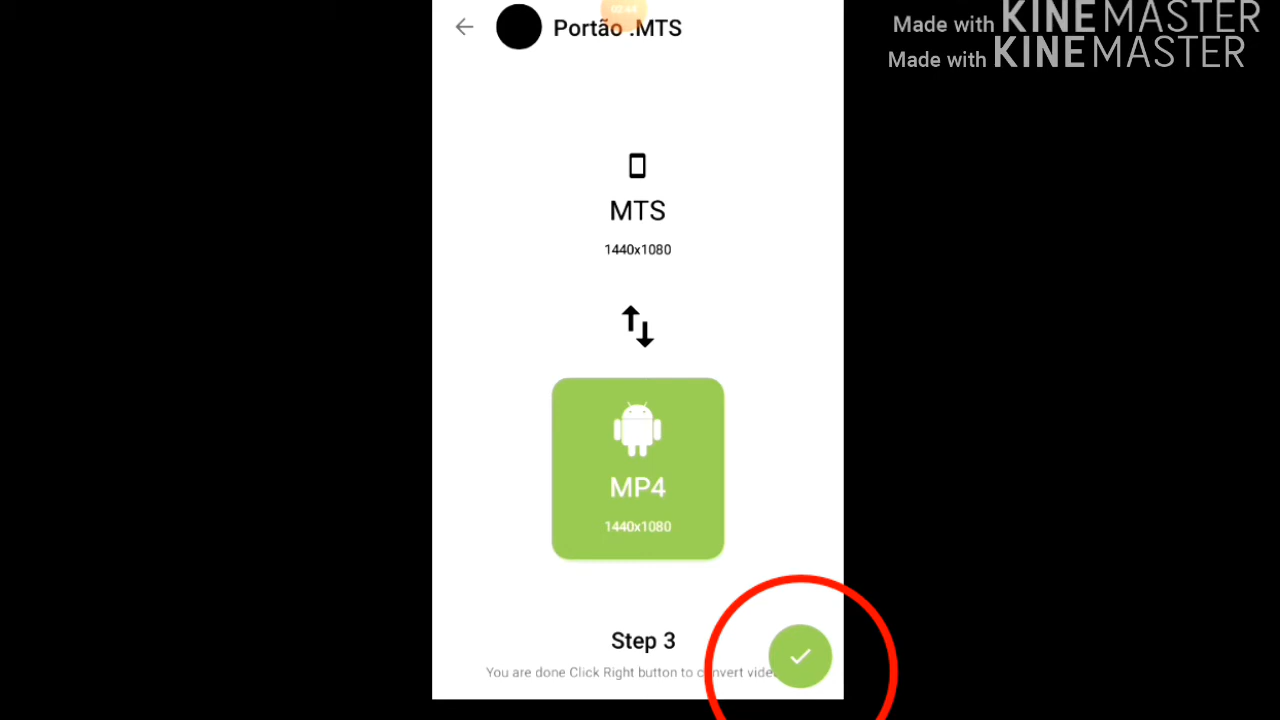 Portão .MTS
Made with KINEMASTER
Made with KINEMASTER
MTS
1440x1080
MP4
1440x1080
Step 3
You are done Click Right button to